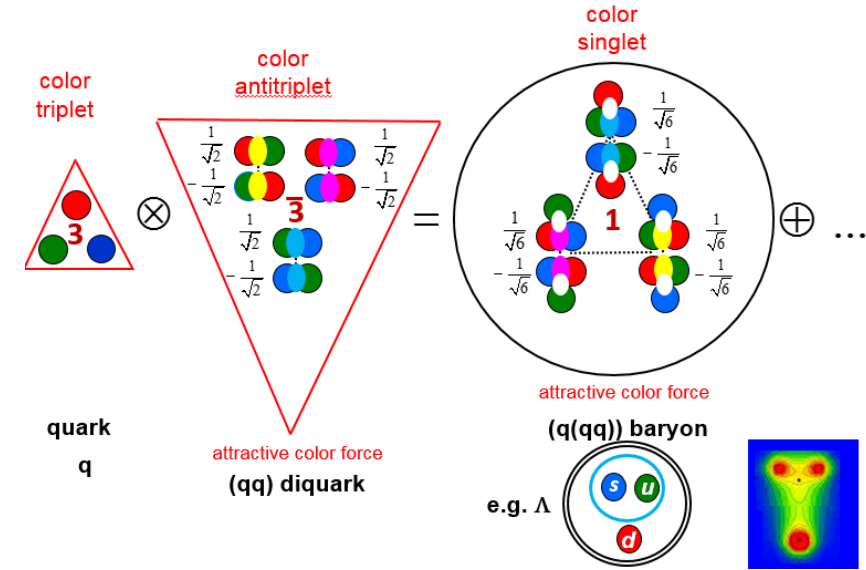 color
triplet
color
antitriplet
color
singlet
3
⊗
1/√2
1/√2
− 1/√2
− 1/√2
3̅
1/√2
− 1/√2
=
1/√6
− 1/√6
1/√6
1/√6
1
− 1/√6
− 1/√6
⊕ ...
quark
q
attractive color force
(qq) diquark
attractive color force
(q(qq)) baryon
e.g. Λ
s u
d